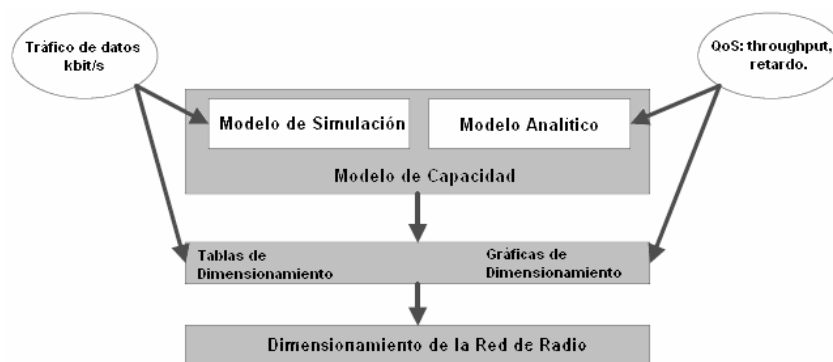 Tráfico de datos
kbit/s
QoS: throughput,
retardo.
Modelo de Simulación
Modelo Analítico
Modelo de Capacidad
Tablas de
Dimensionamiento
Gráficas de
Dimensionamiento
Dimensionamiento de la Red de Radio